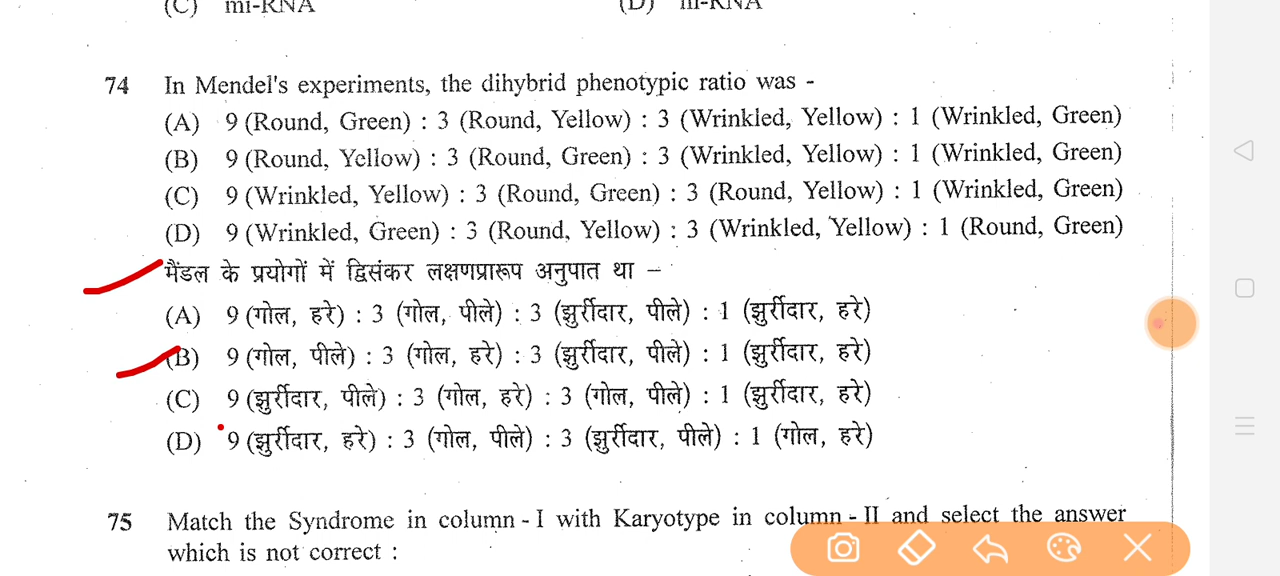 (C) mi-RNA (D) m-RNA
74 In Mendel's experiments, the dihybrid phenotypic ratio was -
(A) 9 (Round, Green) : 3 (Round, Yellow) : 3 (Wrinkled, Yellow) : 1 (Wrinkled, Green)
(B) 9 (Round, Yellow) : 3 (Round, Green) : 3 (Wrinkled, Yellow) : 1 (Wrinkled, Green)
(C) 9 (Wrinkled, Yellow) : 3 (Round, Green) : 3 (Round, Yellow) : 1 (Wrinkled, Green)
(D) 9 (Wrinkled, Green) : 3 (Round, Yellow) : 3 (Wrinkled, Yellow) : 1 (Round, Green)
मैंडल के प्रयोगों में द्विसंकर लक्षणप्रारूप अनुपात था –
(A) 9 (गोल, हरे) : 3 (गोल, पीले) : 3 (झुर्रीदार, पीले) : 1 (झुर्रीदार, हरे)
(B) 9 (गोल, पीले) : 3 (गोल, हरे) : 3 (झुर्रीदार, पीले) : 1 (झुर्रीदार, हरे)
(C) 9 (झुर्रीदार, पीले) : 3 (गोल, हरे) : 3 (गोल, पीले) : 1 (झुर्रीदार, हरे)
(D) 9 (झुर्रीदार, हरे) : 3 (गोल, पीले) : 3 (झुर्रीदार, पीले) : 1 (गोल, हरे)
75 Match the Syndrome in column - I with Karyotype in column - II and select the answer
which is not correct :